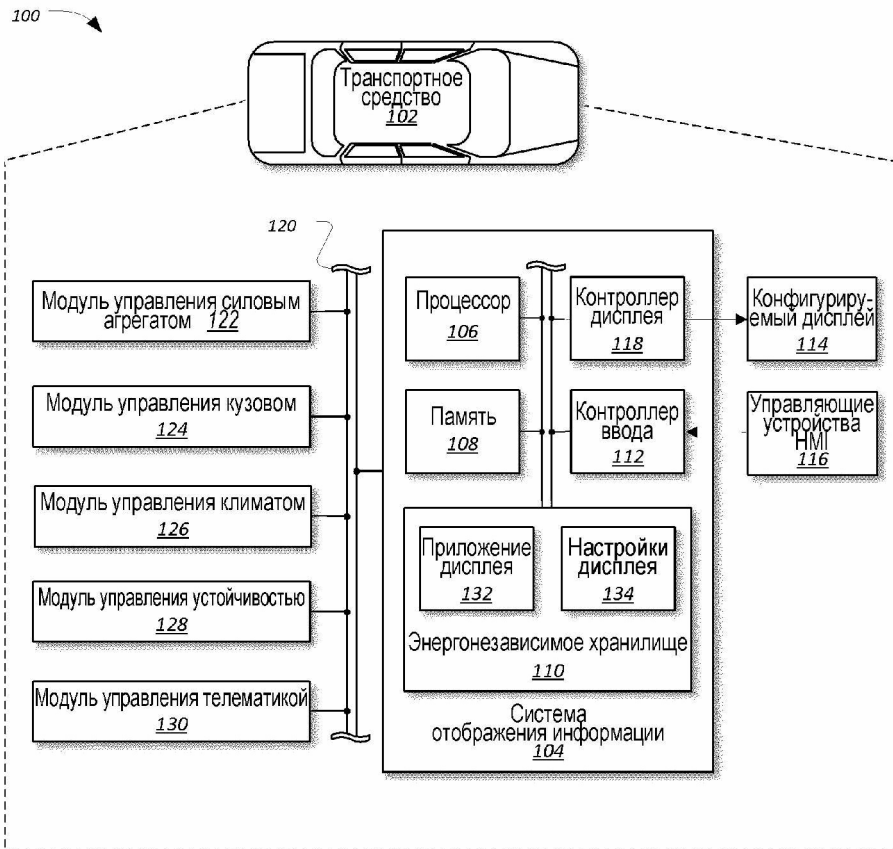 100
Транспортное
средство
102
120
Модуль управления силовым
агрегатом 122
Модуль управления кузовом
124
Модуль управления климатом
126
Модуль управления устойчивостью
128
Модуль управления телематикой
130
Процессор
106
Контроллер
дисплея
118
Память
108
Контроллер
ввода
112
Приложение
дисплея
132
Настройки
дисплея
134
Энергонезависимое хранилище
110
Система
отображения информации
104
Конфигурируе-
мый дисплей
114
Управляющие
устройства
HMI
116